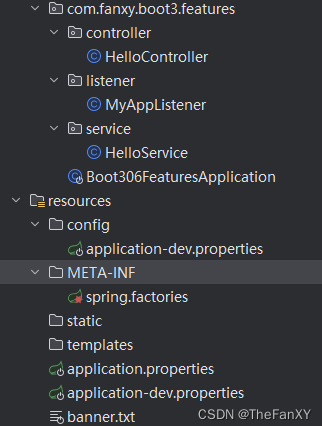 com.fanxy.boot3.features
controller
HelloController
listener
MyAppListener
service
HelloService
Boot306FeaturesApplication
resources
config
application-dev.properties
META-INF
spring.factories
static
templates
application.properties
application-dev.properties
banner.txt
CSDN @TheFanXY